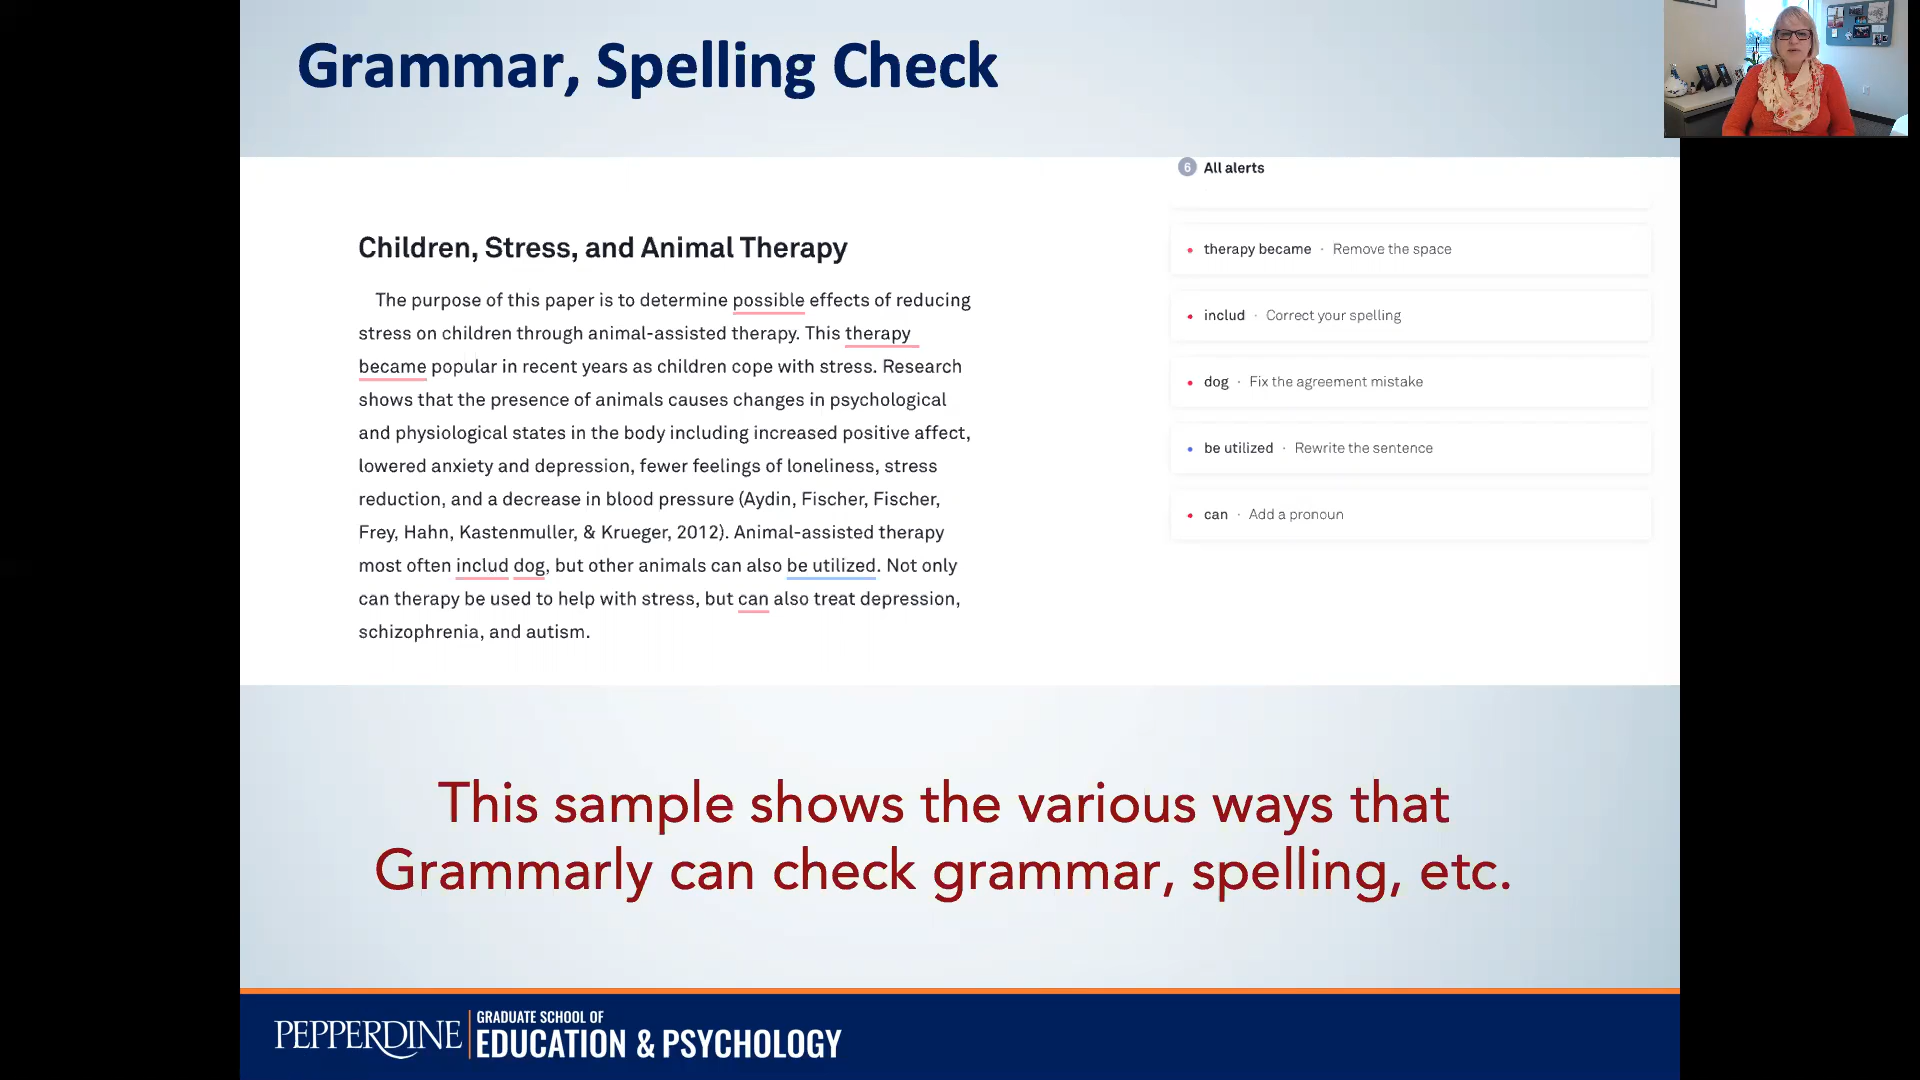 Grammar, Spelling Check
6 All alerts
Children, Stress, and Animal Therapy
The purpose of this paper is to determine possible effects of reducing
stress on children through animal-assisted therapy. This therapy
became popular in recent years as children cope with stress. Research
shows that the presence of animals causes changes in psychological
and physiological states in the body including increased positive affect,
lowered anxiety and depression, fewer feelings of loneliness, stress
reduction, and a decrease in blood pressure (Aydin, Fischer, Fischer,
Frey, Hahn, Kastenmuller, & Krueger, 2012). Animal-assisted therapy
most often includ dog, but other animals can also be utilized. Not only
can therapy be used to help with stress, but can also treat depression,
schizophrenia, and autism.
therapy became · Remove the space
includ · Correct your spelling
dog · Fix the agreement mistake
be utilized · Rewrite the sentence
can · Add a pronoun
This sample shows the various ways that
Grammarly can check grammar, spelling, etc.
PEPPERDINE
GRADUATE SCHOOL OF
EDUCATION & PSYCHOLOGY